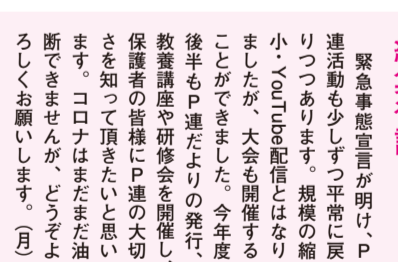 緊急事態宣言が明け、P
連活動も少しずつ平常に戻
りつつあります。規模の縮
小・YouTube配信とはなり
ましたが、大会も開催する
ことができました。今年度
後半もP連だよりの発行、
教養講座や研修会を開催し、
保護者の皆様にP連の大切
さを知って頂きたいと思い
ます。コロナはまだまだ油
断できませんが、どうぞよ
ろしくお願いします。（月）